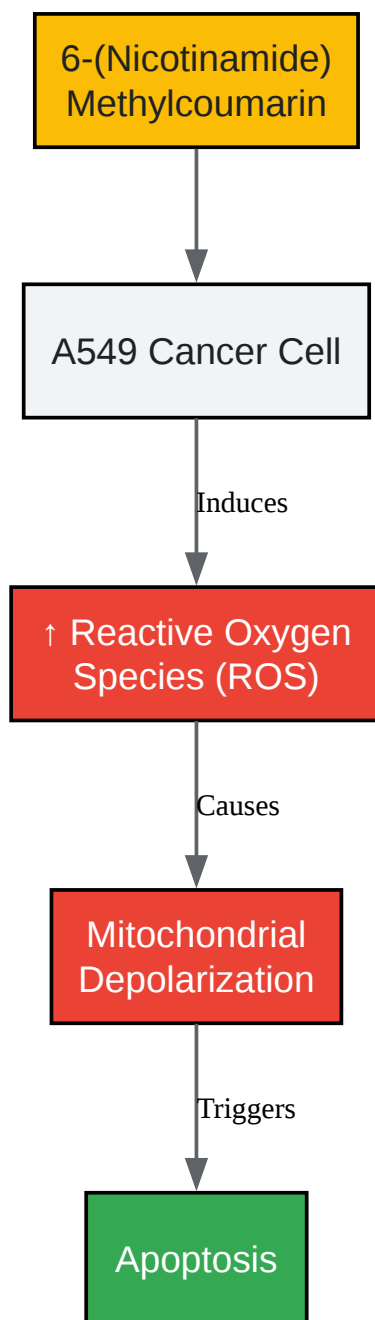 6-(Nicotinamide)
Methylcoumarin
A549 Cancer Cell
Induces
↑ Reactive Oxygen
Species (ROS)
Causes
Mitochondrial
Depolarization
Triggers
Apoptosis